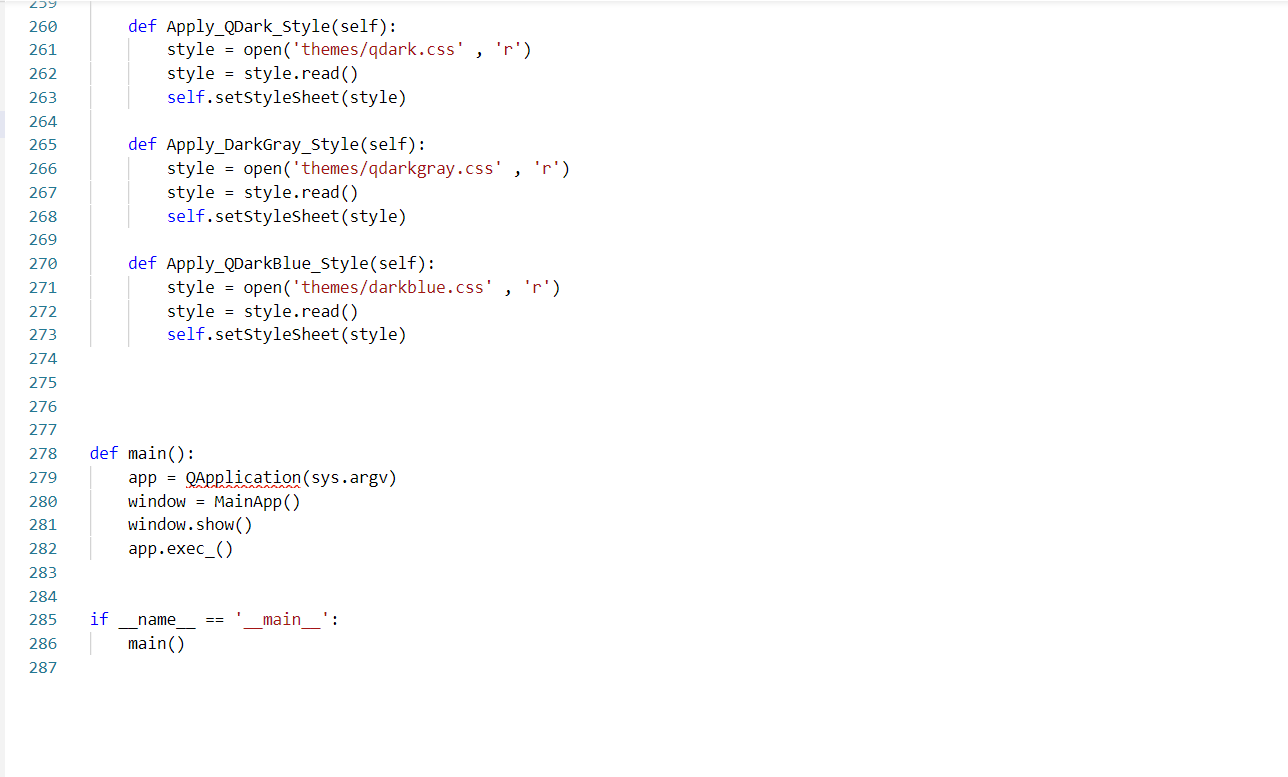 259
260 def Apply_QDark_Style(self):
261 style = open('themes/qdark.css' , 'r')
262 style = style.read()
263 self.setStyleSheet(style)
264
265 def Apply_DarkGray_Style(self):
266 style = open('themes/qdarkgray.css' , 'r')
267 style = style.read()
268 self.setStyleSheet(style)
269
270 def Apply_QDarkBlue_Style(self):
271 style = open('themes/darkblue.css' , 'r')
272 style = style.read()
273 self.setStyleSheet(style)
274
275
276
277
278 def main():
279 app = QApplication(sys.argv)
280 window = MainApp()
281 window.show()
282 app.exec_()
283
284
285 if __name__ == '__main__':
286 main()
287